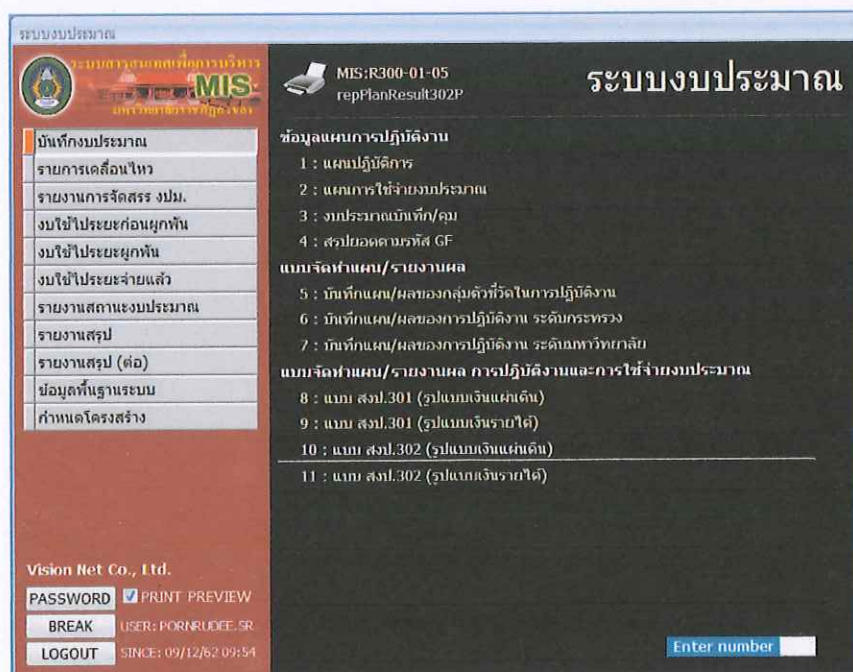 ระบบงบประมาณ
ระบบสารสนเทศเพื่อการบริหาร
MIS
MIS:R300-01-05
repPlanResult302P
ระบบงบประมาณ
บันทึกงบประมาณ
รายการเคลื่อนไหว
รายงานการจัดสรร งปม.
งบใช้ไประยะก่อนผูกพัน
งบใช้ไประยะผูกพัน
งบใช้ไประยะจ่ายแล้ว
รายงานสถานะงบประมาณ
รายงานสรุป
รายงานสรุป (ต่อ)
ข้อมูลพื้นฐานระบบ
กำหนดโครงสร้าง
ข้อมูลแผนการปฏิบัติงาน
1 : แผนปฏิบัติการ
2 : แผนการใช้จ่ายงบประมาณ
3 : งบประมาณบันทึก/คุม
4 : สรุปยอดตามรหัส GF
แบบจัดทำแผน/รายงานผล
5 : บันทึกแผน/ผลของกลุ่มตัวชี้วัดในการปฏิบัติงาน
6 : บันทึกแผน/ผลของการปฏิบัติงาน ระดับกระทรวง
7 : บันทึกแผน/ผลของการปฏิบัติงาน ระดับมหาวิทยาลัย
แบบจัดทำแผน/รายงานผล การปฏิบัติงานและการใช้จ่ายงบประมาณ
8 : แบบ สงป.301 (รูปแบบเงินแผ่นดิน)
9 : แบบ สงป.301 (รูปแบบเงินรายได้)
10 : แบบ สงป.302 (รูปแบบเงินแผ่นดิน)
11 : แบบ สงป.302 (รูปแบบเงินรายได้)
Vision Net Co., Ltd.
PASSWORD PRINT PREVIEW
BREAK USER: PORNRUDEE.SR
LOGOUT SINCE: 09/12/62 09:54
Enter number